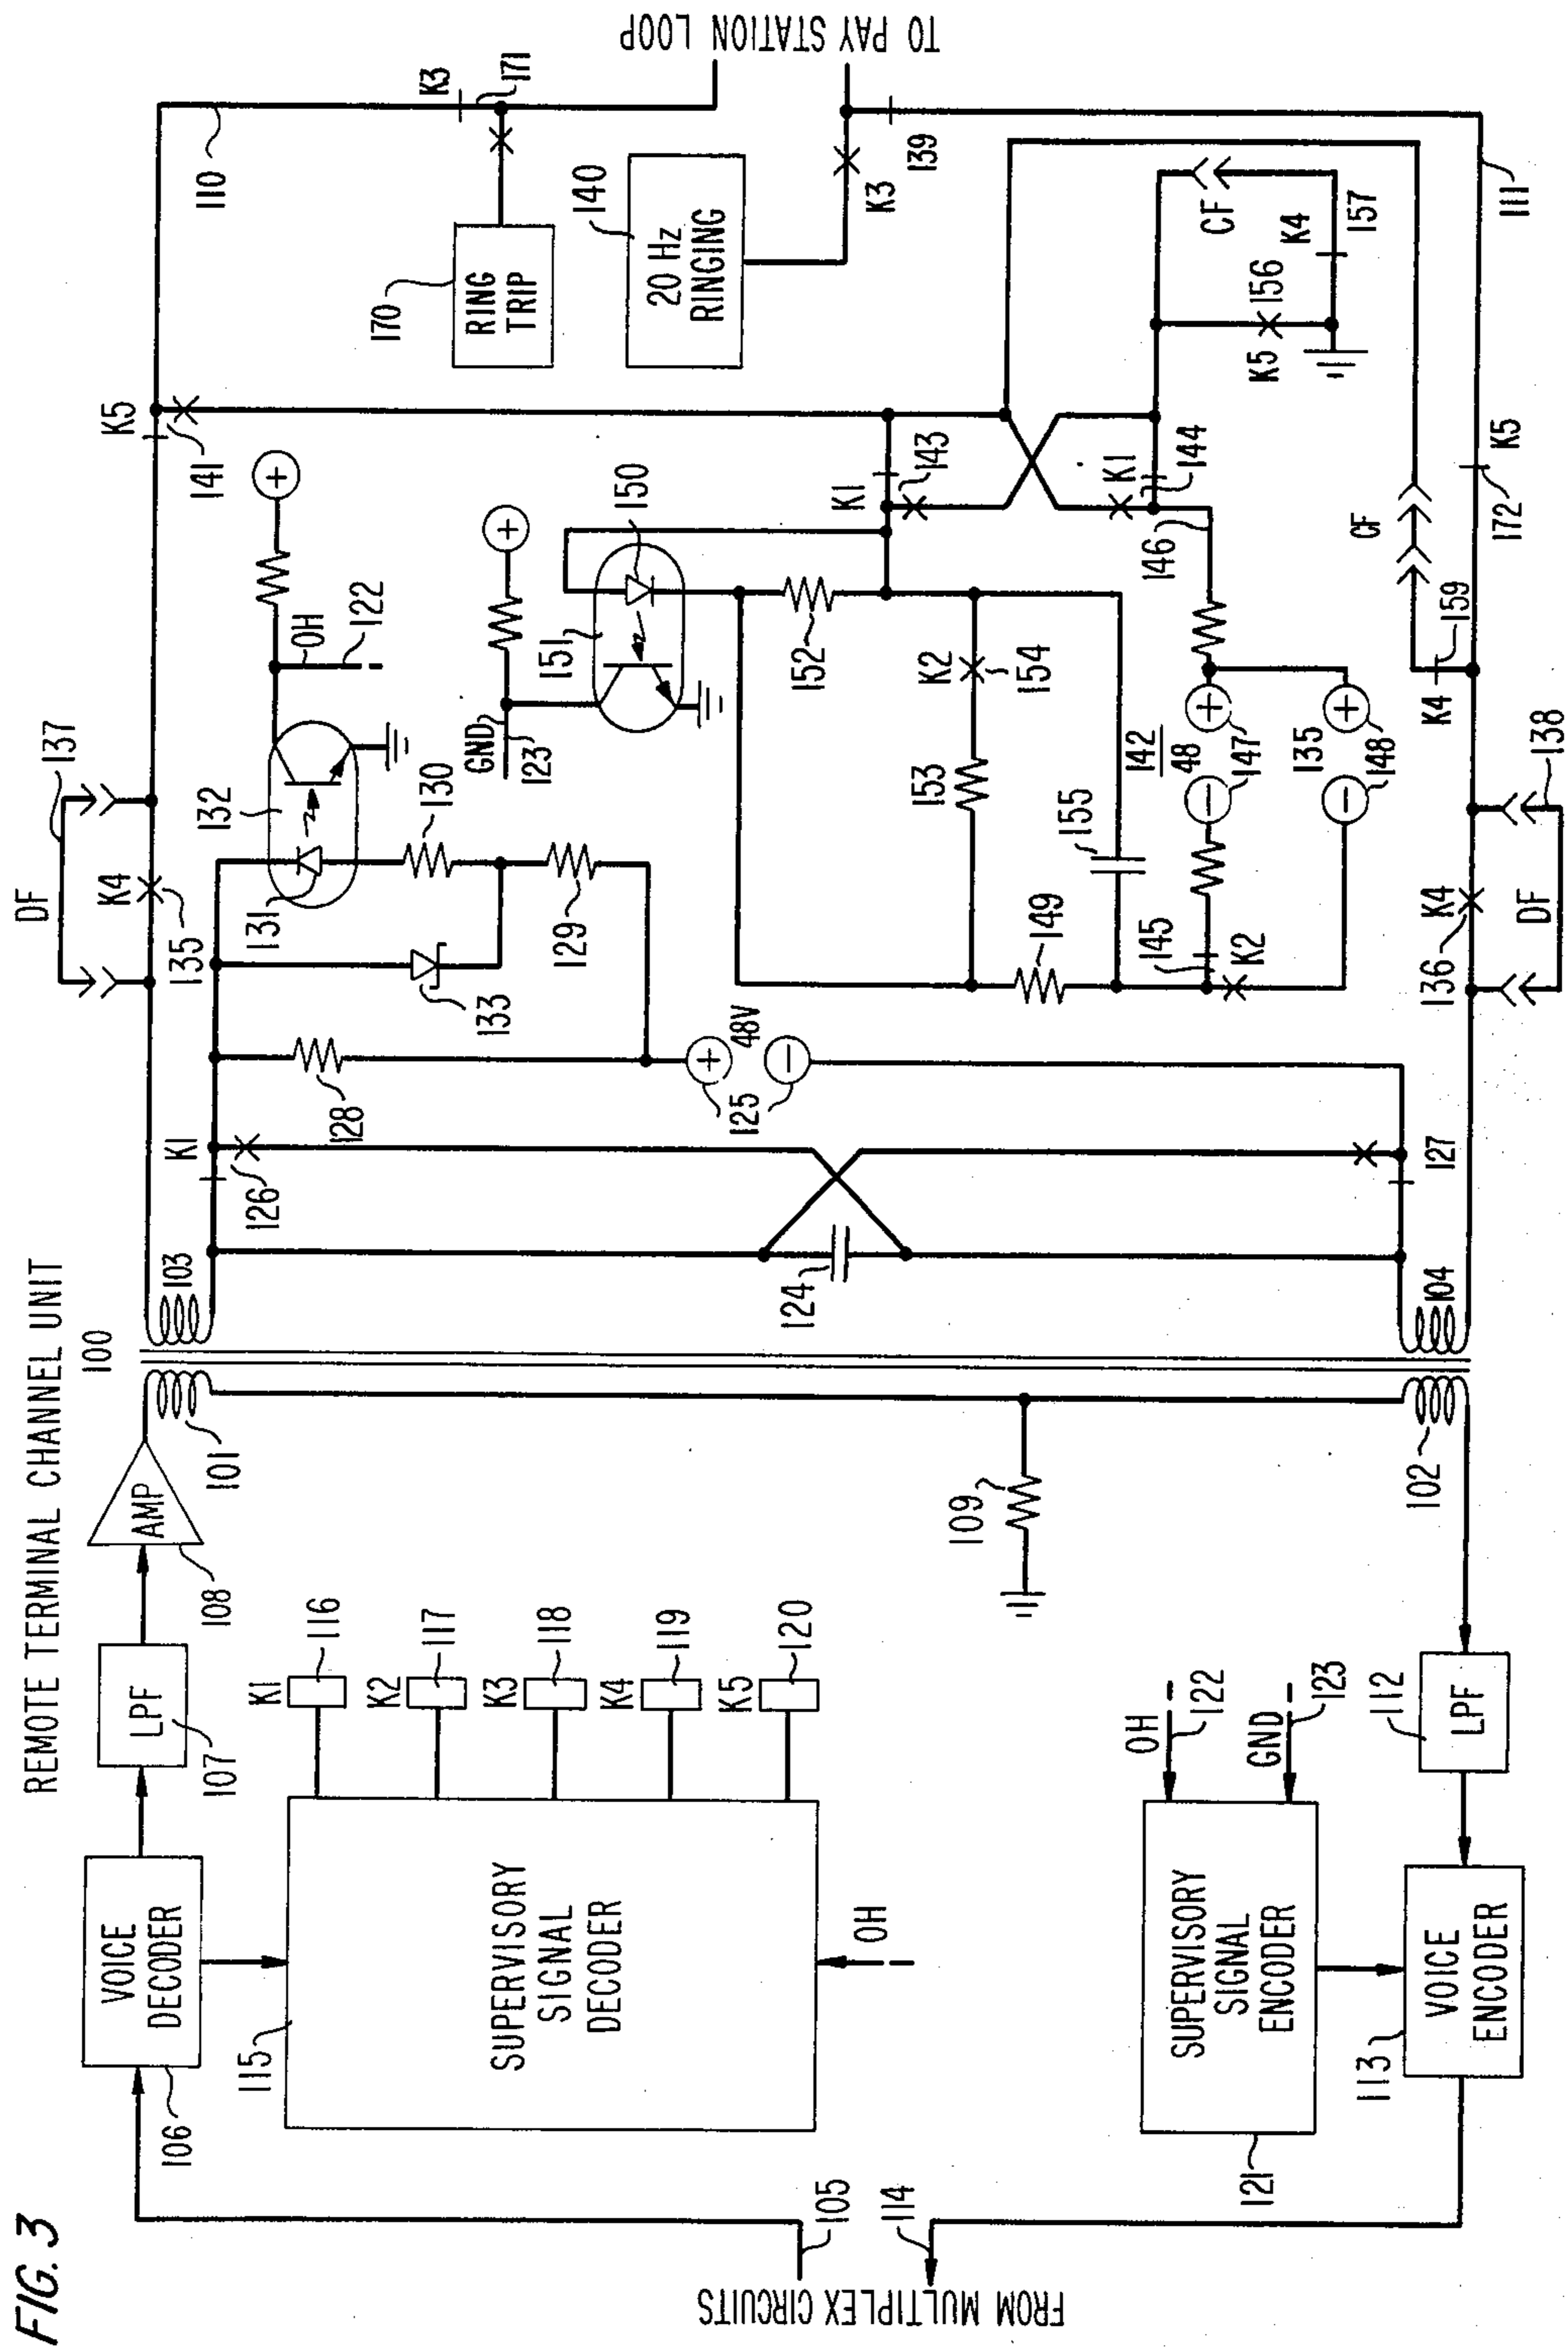 FIG. 3
REMOTE TERMINAL CHANNEL UNIT
100
FROM MULTIPLEX CIRCUITS
105
114
VOICE
DECODER
106
LPF
107
AMP
108
101
103
SUPERVISORY
SIGNAL
DECODER
115
OH
K1
116
K2
117
K3
118
K4
119
K5
120
109
SUPERVISORY
SIGNAL
ENCODER
121
OH
122
GND
123
VOICE
ENCODER
113
LPF
112
102
104
K1
126
124
127
128
125
48V
133
129
130
131
132
OH
122
DF
137
K4
135
K5
141
110
K3
171
RING
TRIP
170
20 Hz
RINGING
140
K3
139
TO PAY STATION LOOP
GND
123
151
150
152
K1
143
K1
144
146
K2
154
153
149
155
142
48
147
135
148
145
K2
K5
156
K4
157
CF
CF
K4
159
K5
172
111
136
K4
DF
138